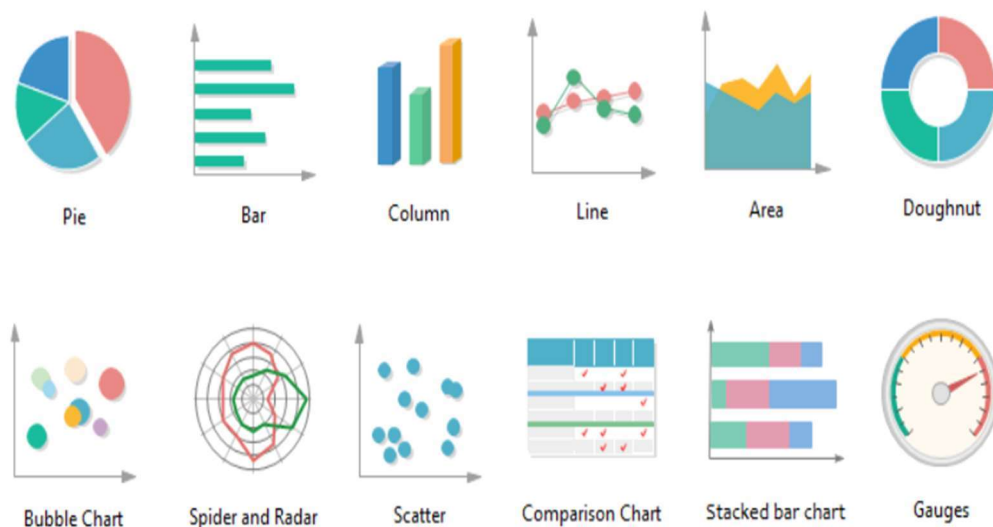 Pie
Bar
Column
Line
Area
Doughnut
Bubble Chart
Spider and Radar
Scatter
Comparison Chart
Stacked bar chart
Gauges